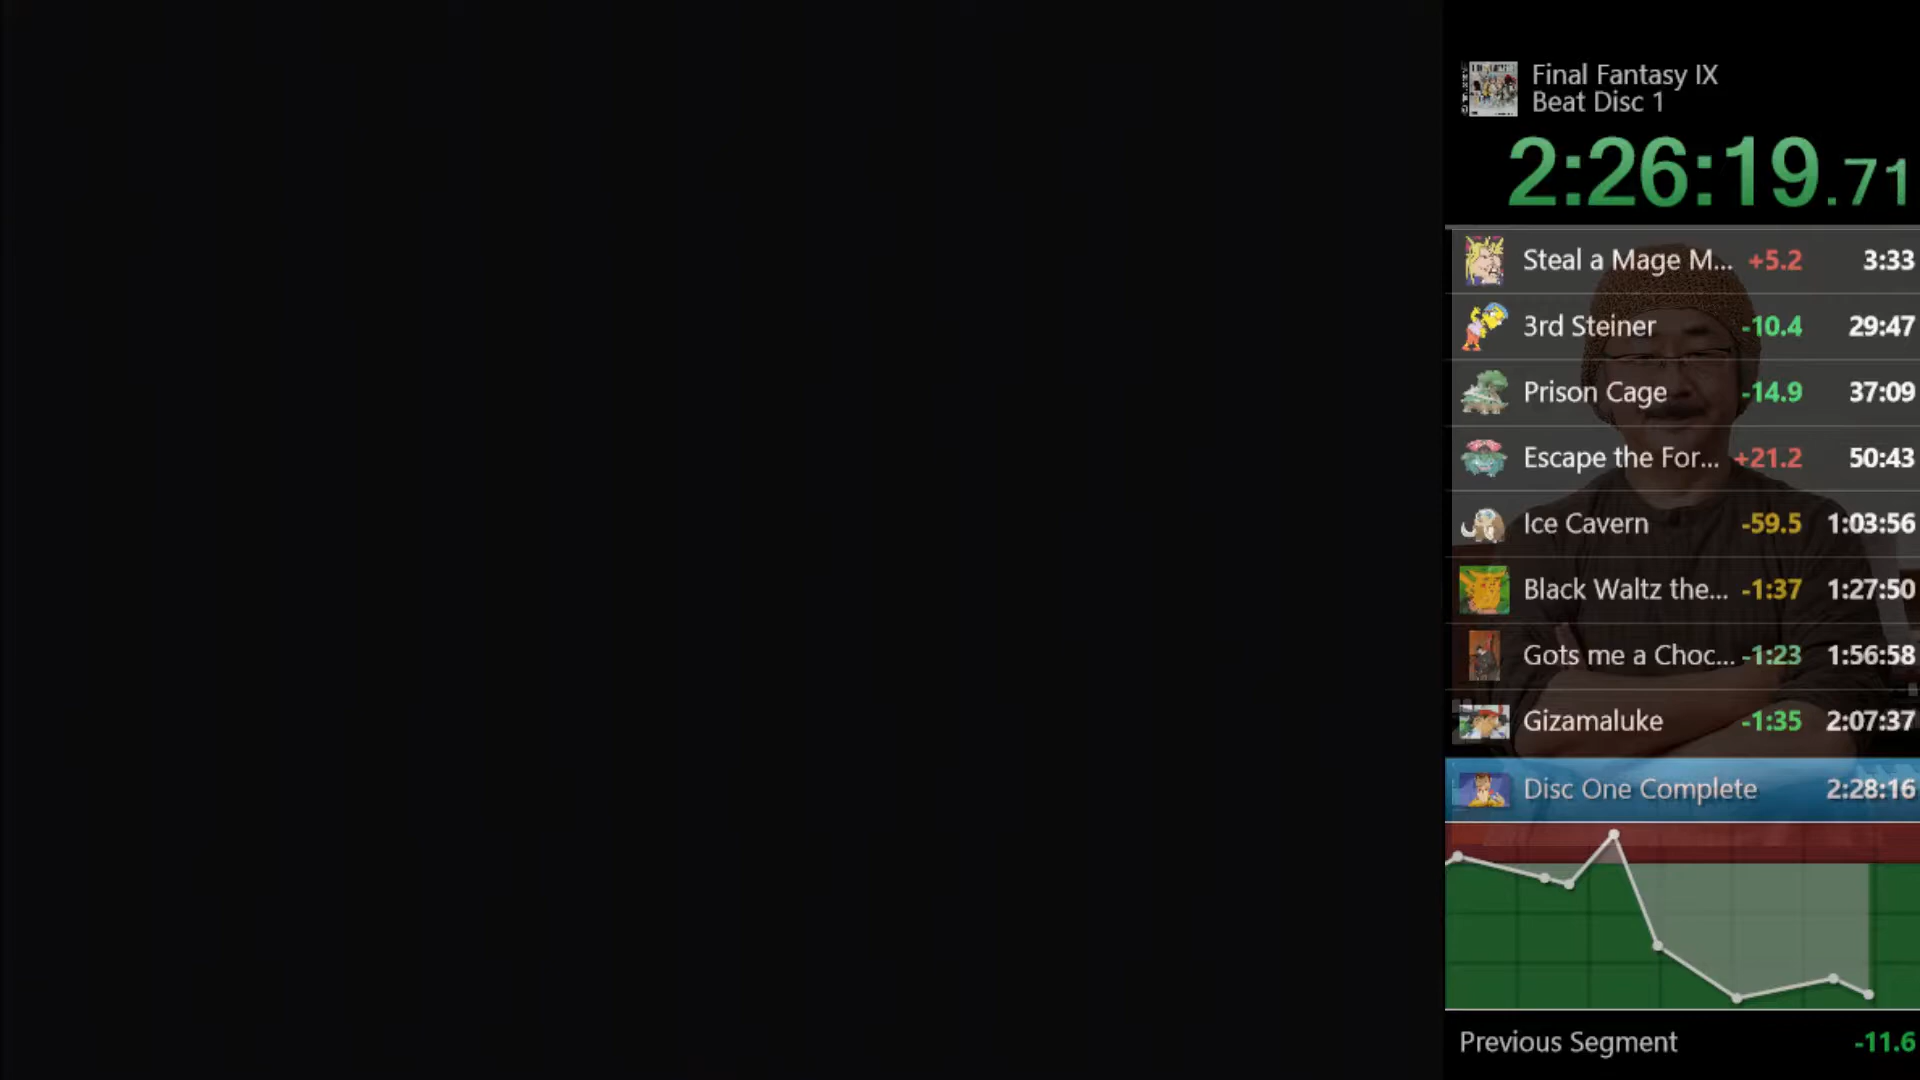 Final Fantasy IX
Beat Disc 1
2:26:19.71
Steal a Mage M... +5.2 3:33
3rd Steiner -10.4 29:47
Prison Cage -14.9 37:09
Escape the For... +21.2 50:43
Ice Cavern -59.5 1:03:56
Black Waltz the... -1:37 1:27:50
Gots me a Choc... -1:23 1:56:58
Gizamaluke -1:35 2:07:37
Disc One Complete 2:28:16
Previous Segment -11.6